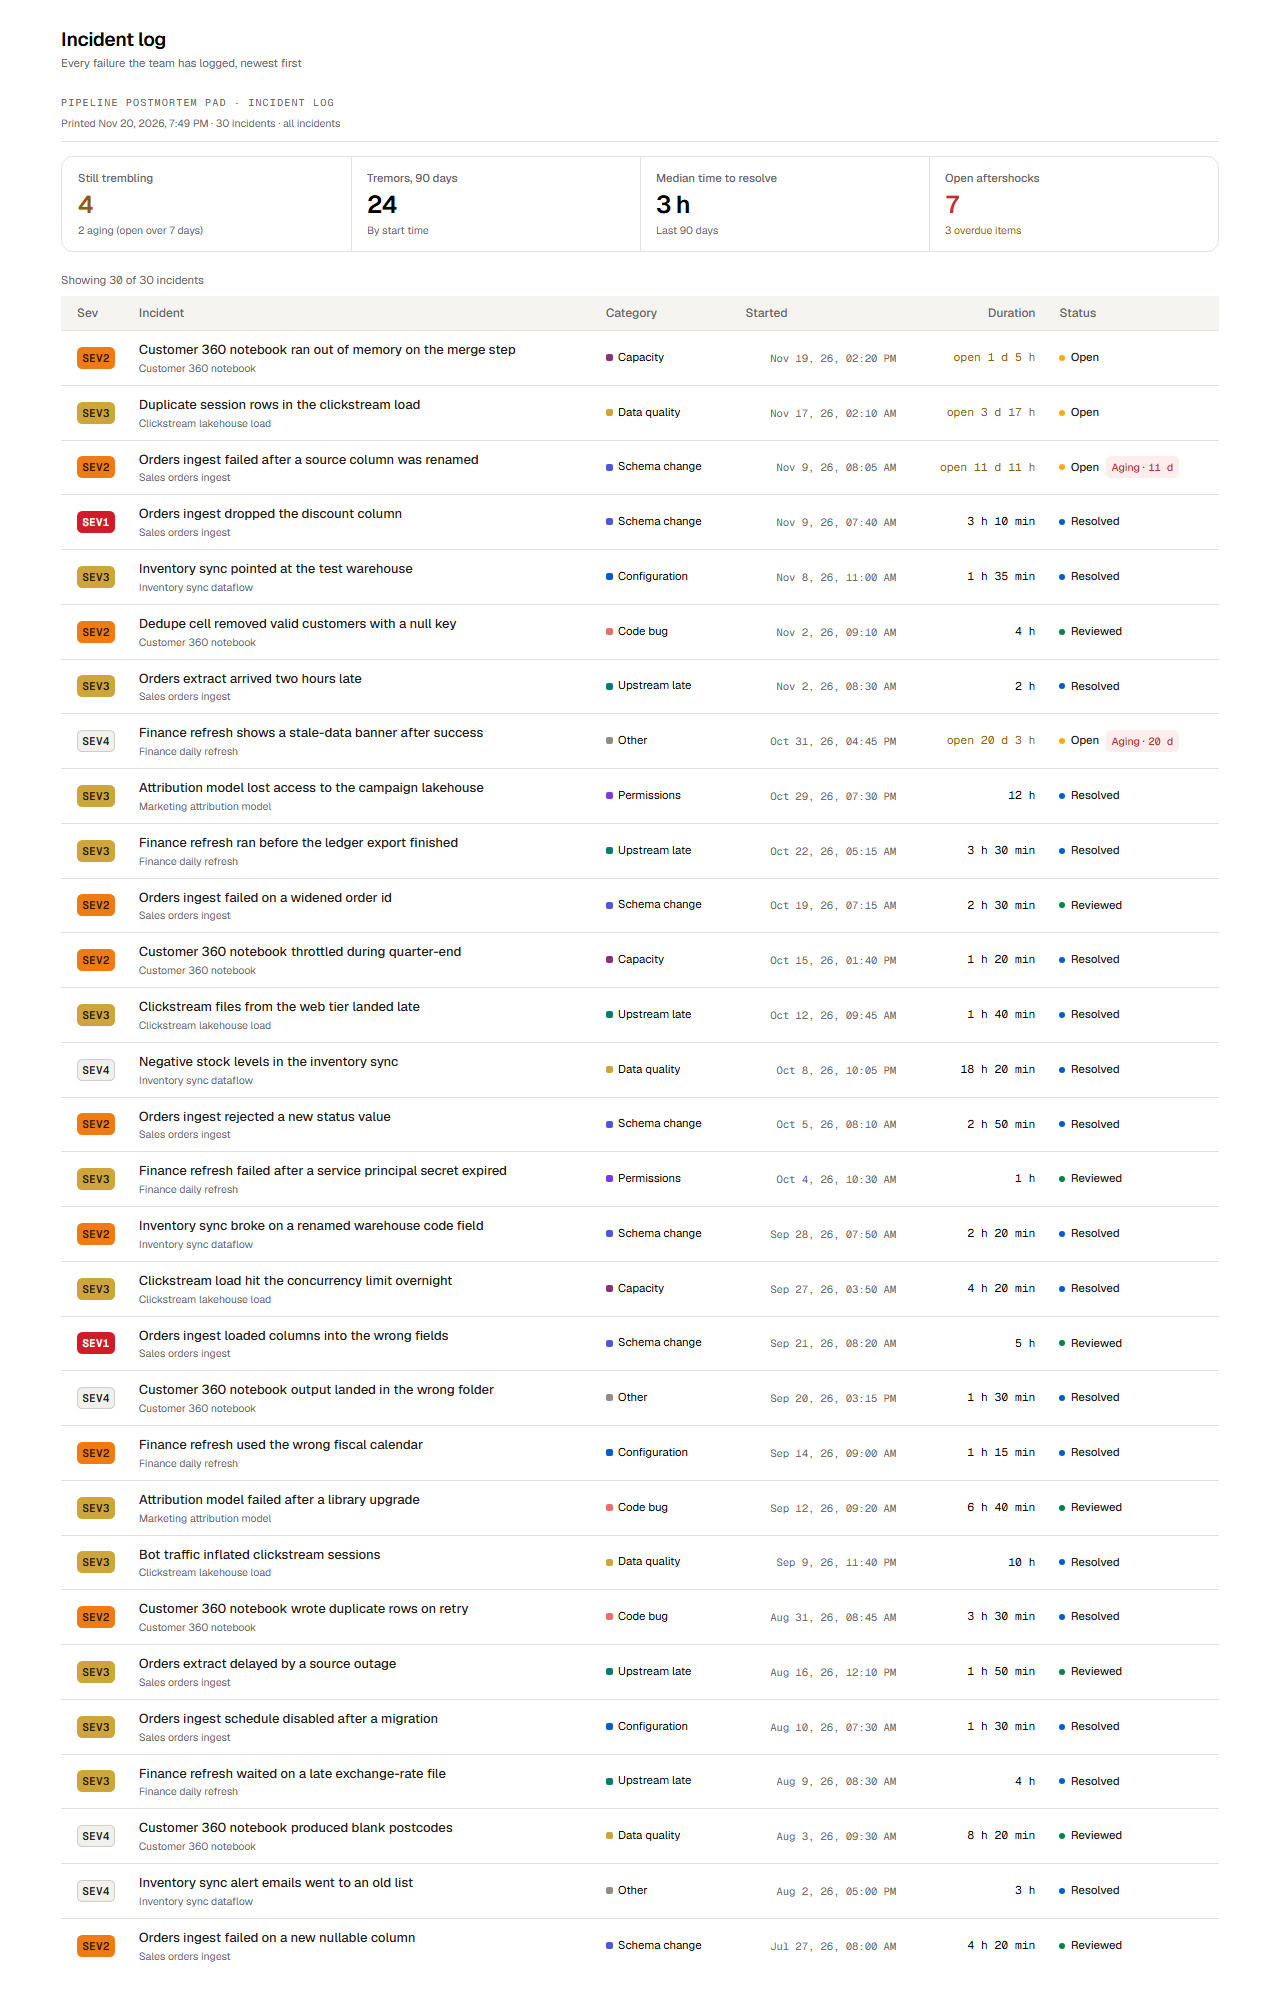 Incident log
Every failure the team has logged, newest first
PIPELINE POSTMORTEM PAD · INCIDENT LOG
Printed Nov 20, 2026, 7:49 PM · 30 incidents · all incidents
Still trembling
4
2 aging (open over 7 days)
Tremors, 90 days
24
By start time
Median time to resolve
3 h
Last 90 days
Open aftershocks
7
3 overdue items
Showing 30 of 30 incidents
Sev Incident Category Started Duration Status
SEV2 Customer 360 notebook ran out of memory on the merge step Capacity Nov 19, 26, 02:20 PM open 1 d 5 h Open
Customer 360 notebook
SEV3 Duplicate session rows in the clickstream load Data quality Nov 17, 26, 02:10 AM open 3 d 17 h Open
Clickstream lakehouse load
SEV2 Orders ingest failed after a source column was renamed Schema change Nov 9, 26, 08:05 AM open 11 d 11 h Open Aging · 11 d
Sales orders ingest
SEV1 Orders ingest dropped the discount column Schema change Nov 9, 26, 07:40 AM 3 h 10 min Resolved
Sales orders ingest
SEV3 Inventory sync pointed at the test warehouse Configuration Nov 8, 26, 11:00 AM 1 h 35 min Resolved
Inventory sync dataflow
SEV2 Dedupe cell removed valid customers with a null key Code bug Nov 2, 26, 09:10 AM 4 h Reviewed
Customer 360 notebook
SEV3 Orders extract arrived two hours late Upstream late Nov 2, 26, 08:30 AM 2 h Resolved
Sales orders ingest
SEV4 Finance refresh shows a stale-data banner after success Other Oct 31, 26, 04:45 PM open 20 d 3 h Open Aging · 20 d
Finance daily refresh
SEV3 Attribution model lost access to the campaign lakehouse Permissions Oct 29, 26, 07:30 PM 12 h Resolved
Marketing attribution model
SEV3 Finance refresh ran before the ledger export finished Upstream late Oct 22, 26, 05:15 AM 3 h 30 min Resolved
Finance daily refresh
SEV2 Orders ingest failed on a widened order id Schema change Oct 19, 26, 07:15 AM 2 h 30 min Reviewed
Sales orders ingest
SEV2 Customer 360 notebook throttled during quarter-end Capacity Oct 15, 26, 01:40 PM 1 h 20 min Resolved
Customer 360 notebook
SEV3 Clickstream files from the web tier landed late Upstream late Oct 12, 26, 09:45 AM 1 h 40 min Resolved
Clickstream lakehouse load
SEV4 Negative stock levels in the inventory sync Data quality Oct 8, 26, 10:05 PM 18 h 20 min Resolved
Inventory sync dataflow
SEV2 Orders ingest rejected a new status value Schema change Oct 5, 26, 08:10 AM 2 h 50 min Resolved
Sales orders ingest
SEV3 Finance refresh failed after a service principal secret expired Permissions Oct 4, 26, 10:30 AM 1 h Reviewed
Finance daily refresh
SEV2 Inventory sync broke on a renamed warehouse code field Schema change Sep 28, 26, 07:50 AM 2 h 20 min Resolved
Inventory sync dataflow
SEV3 Clickstream load hit the concurrency limit overnight Capacity Sep 27, 26, 03:50 AM 4 h 20 min Resolved
Clickstream lakehouse load
SEV1 Orders ingest loaded columns into the wrong fields Schema change Sep 21, 26, 08:20 AM 5 h Reviewed
Sales orders ingest
SEV4 Customer 360 notebook output landed in the wrong folder Other Sep 20, 26, 03:15 PM 1 h 30 min Resolved
Customer 360 notebook
SEV2 Finance refresh used the wrong fiscal calendar Configuration Sep 14, 26, 09:00 AM 1 h 15 min Resolved
Finance daily refresh
SEV3 Attribution model failed after a library upgrade Code bug Sep 12, 26, 09:20 AM 6 h 40 min Reviewed
Marketing attribution model
SEV3 Bot traffic inflated clickstream sessions Data quality Sep 9, 26, 11:40 PM 10 h Resolved
Clickstream lakehouse load
SEV2 Customer 360 notebook wrote duplicate rows on retry Code bug Aug 31, 26, 08:45 AM 3 h 30 min Resolved
Customer 360 notebook
SEV3 Orders extract delayed by a source outage Upstream late Aug 16, 26, 12:10 PM 1 h 50 min Reviewed
Sales orders ingest
SEV3 Orders ingest schedule disabled after a migration Configuration Aug 10, 26, 07:30 AM 1 h 30 min Resolved
Sales orders ingest
SEV3 Finance refresh waited on a late exchange-rate file Upstream late Aug 9, 26, 08:30 AM 4 h Resolved
Finance daily refresh
SEV4 Customer 360 notebook produced blank postcodes Data quality Aug 3, 26, 09:30 AM 8 h 20 min Reviewed
Customer 360 notebook
SEV4 Inventory sync alert emails went to an old list Other Aug 2, 26, 05:00 PM 3 h Resolved
Inventory sync dataflow
SEV2 Orders ingest failed on a new nullable column Schema change Jul 27, 26, 08:00 AM 4 h 20 min Reviewed
Sales orders ingest